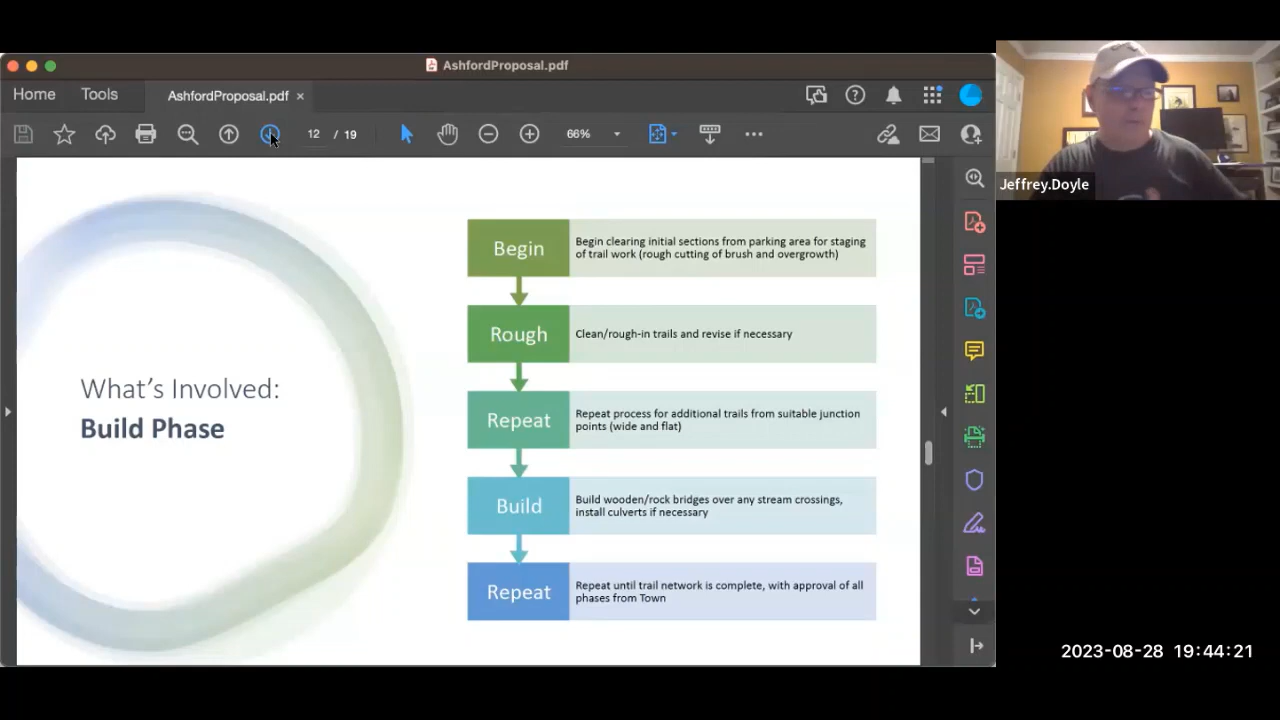 AshfordProposal.pdf
Home
Tools
AshfordProposal.pdf ×
12 / 19
66%
Jeffrey.Doyle
What's Involved:
Build Phase
Begin
Begin clearing initial sections from parking area for staging
of trail work (rough cutting of brush and overgrowth)
Rough
Clean/rough-in trails and revise if necessary
Repeat
Repeat process for additional trails from suitable junction
points (wide and flat)
Build
Build wooden/rock bridges over any stream crossings,
install culverts if necessary
Repeat
Repeat until trail network is complete, with approval of all
phases from Town
2023-08-28 19:44:21